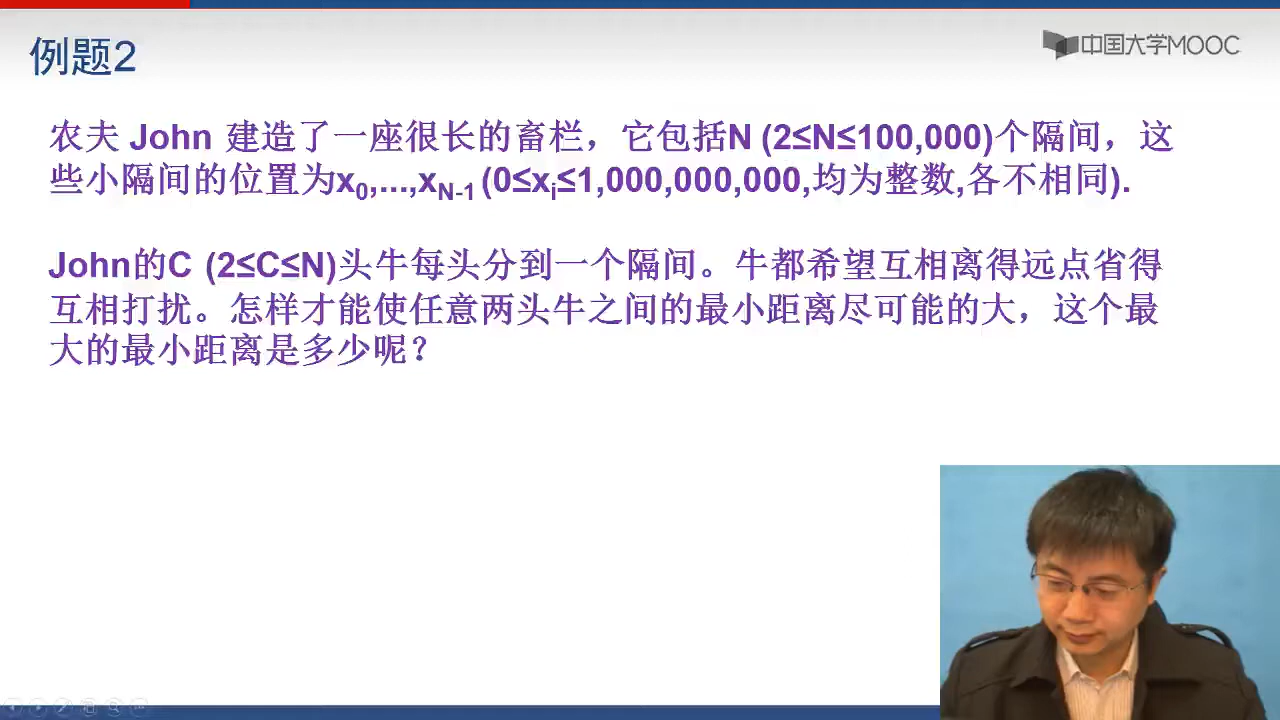 例题2
中国大学MOOC
农夫 John 建造了一座很长的畜栏，它包括N (2≤N≤100,000)个隔间，这
些小隔间的位置为x0,...,xN-1 (0≤xi≤1,000,000,000,均为整数,各不相同).
John的C (2≤C≤N)头牛每头分到一个隔间。牛都希望互相离得远点省得
互相打扰。怎样才能使任意两头牛之间的最小距离尽可能的大，这个最
大的最小距离是多少呢？